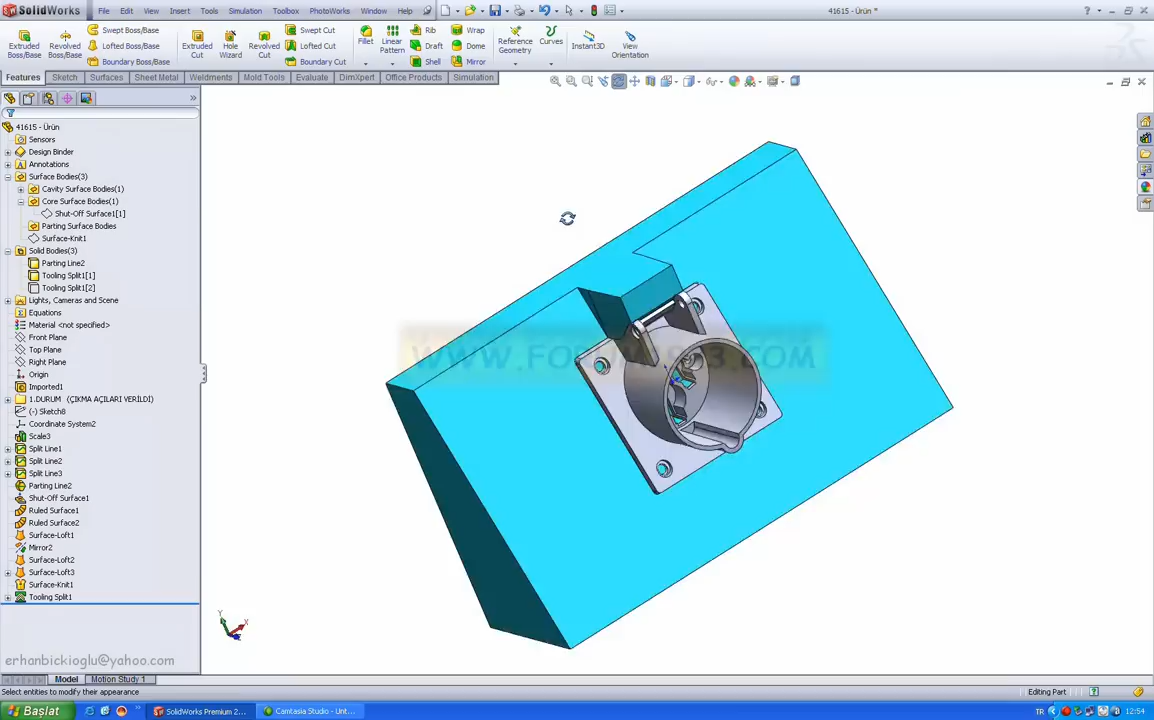 SolidWorks File Edit View Insert Tools Simulation Toolbox PhotoWorks Window Help 41615 - Ürün *
Extruded Boss/Base
Revolved Boss/Base
Swept Boss/Base
Lofted Boss/Base
Boundary Boss/Base
Extruded Cut
Hole Wizard
Revolved Cut
Swept Cut
Lofted Cut
Boundary Cut
Fillet
Linear Pattern
Rib
Draft
Shell
Wrap
Dome
Mirror
Reference Geometry
Curves
Instant3D
View Orientation
Features Sketch Surfaces Sheet Metal Weldments Mold Tools Evaluate DimXpert Office Products Simulation
41615 - Ürün
Sensors
Design Binder
Annotations
Surface Bodies(3)
Cavity Surface Bodies(1)
Core Surface Bodies(1)
Shut-Off Surface1[1]
Parting Surface Bodies
Surface-Knit1
Solid Bodies(3)
Parting Line2
Tooling Split1[1]
Tooling Split1[2]
Lights, Cameras and Scene
Equations
Material <not specified>
Front Plane
Top Plane
Right Plane
Origin
Imported1
1.DURUM (ÇIKMA AÇILARI VERİLDİ)
(-) Sketch8
Coordinate System2
Scale3
Split Line1
Split Line2
Split Line3
Parting Line2
Shut-Off Surface1
Ruled Surface1
Ruled Surface2
Surface-Loft1
Mirror2
Surface-Loft2
Surface-Loft3
Surface-Knit1
Tooling Split1
Y X
erhanbickioglu@yahoo.com
Model Motion Study 1
Select entities to modify their appearance Editing Part
Başlat SolidWorks Premium 2... Camtasia Studio - Unt... TR 12:54